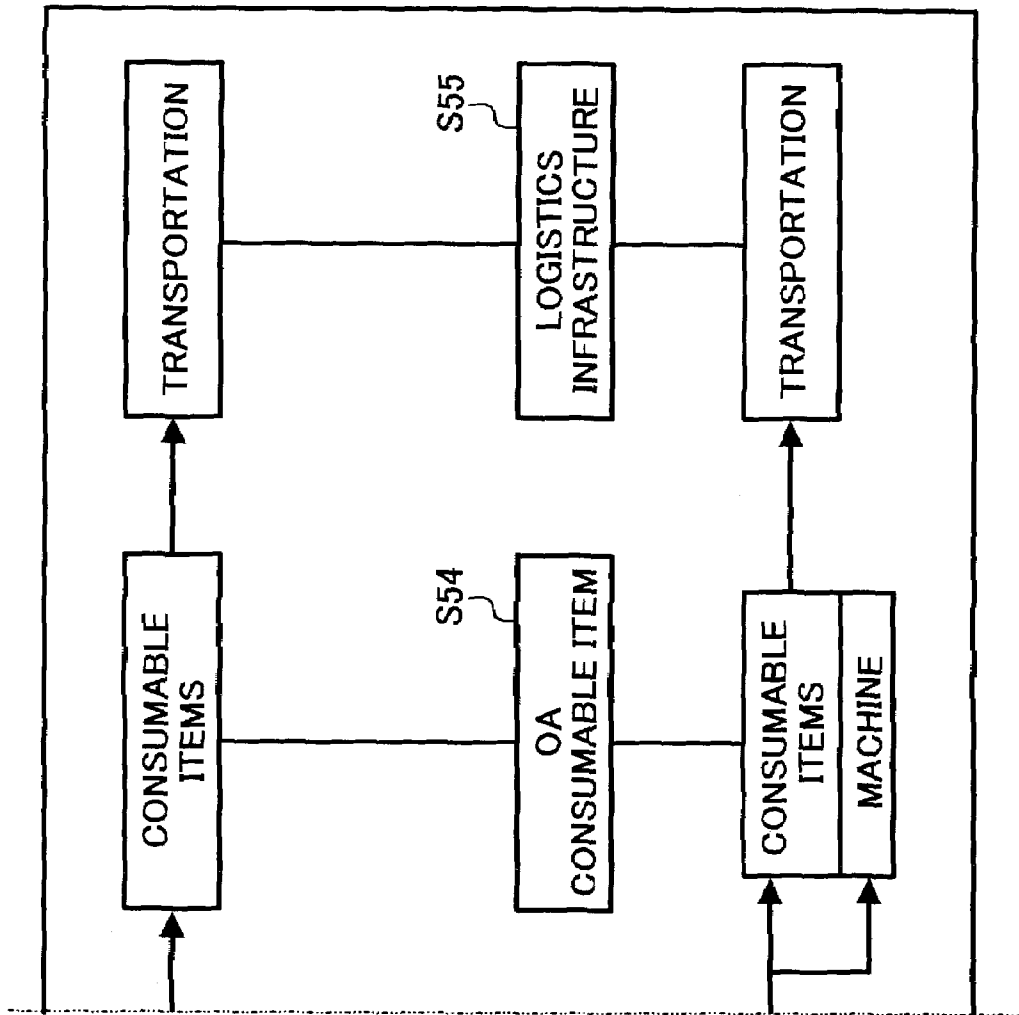 CONSUMABLE
ITEMS
TRANSPORTATION
S54
OA
CONSUMABLE ITEM
S55
LOGISTICS
INFRASTRUCTURE
CONSUMABLE
ITEMS
MACHINE
TRANSPORTATION